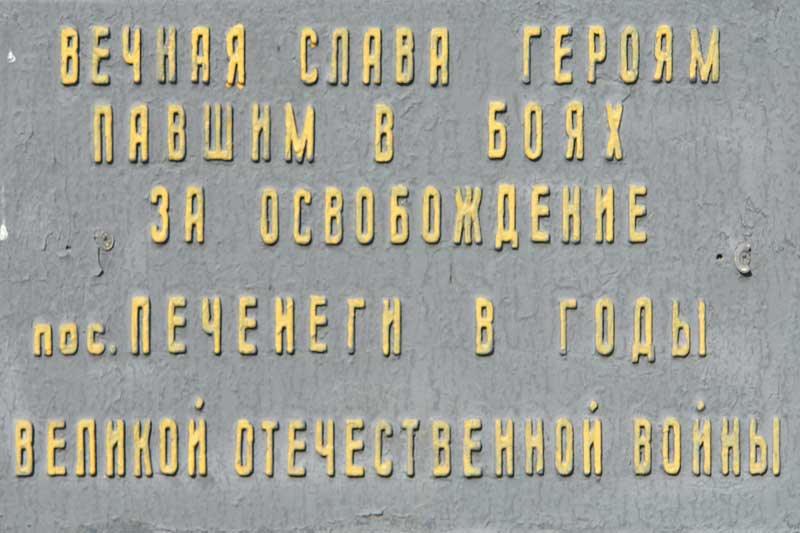 ВЕЧНАЯ СЛАВА ГЕРОЯМ
ПАВШИМ В БОЯХ
ЗА ОСВОБОЖДЕНИЕ
пос. ПЕЧЕНЕГИ В ГОДЫ
ВЕЛИКОЙ ОТЕЧЕСТВЕННОЙ ВОЙНЫ